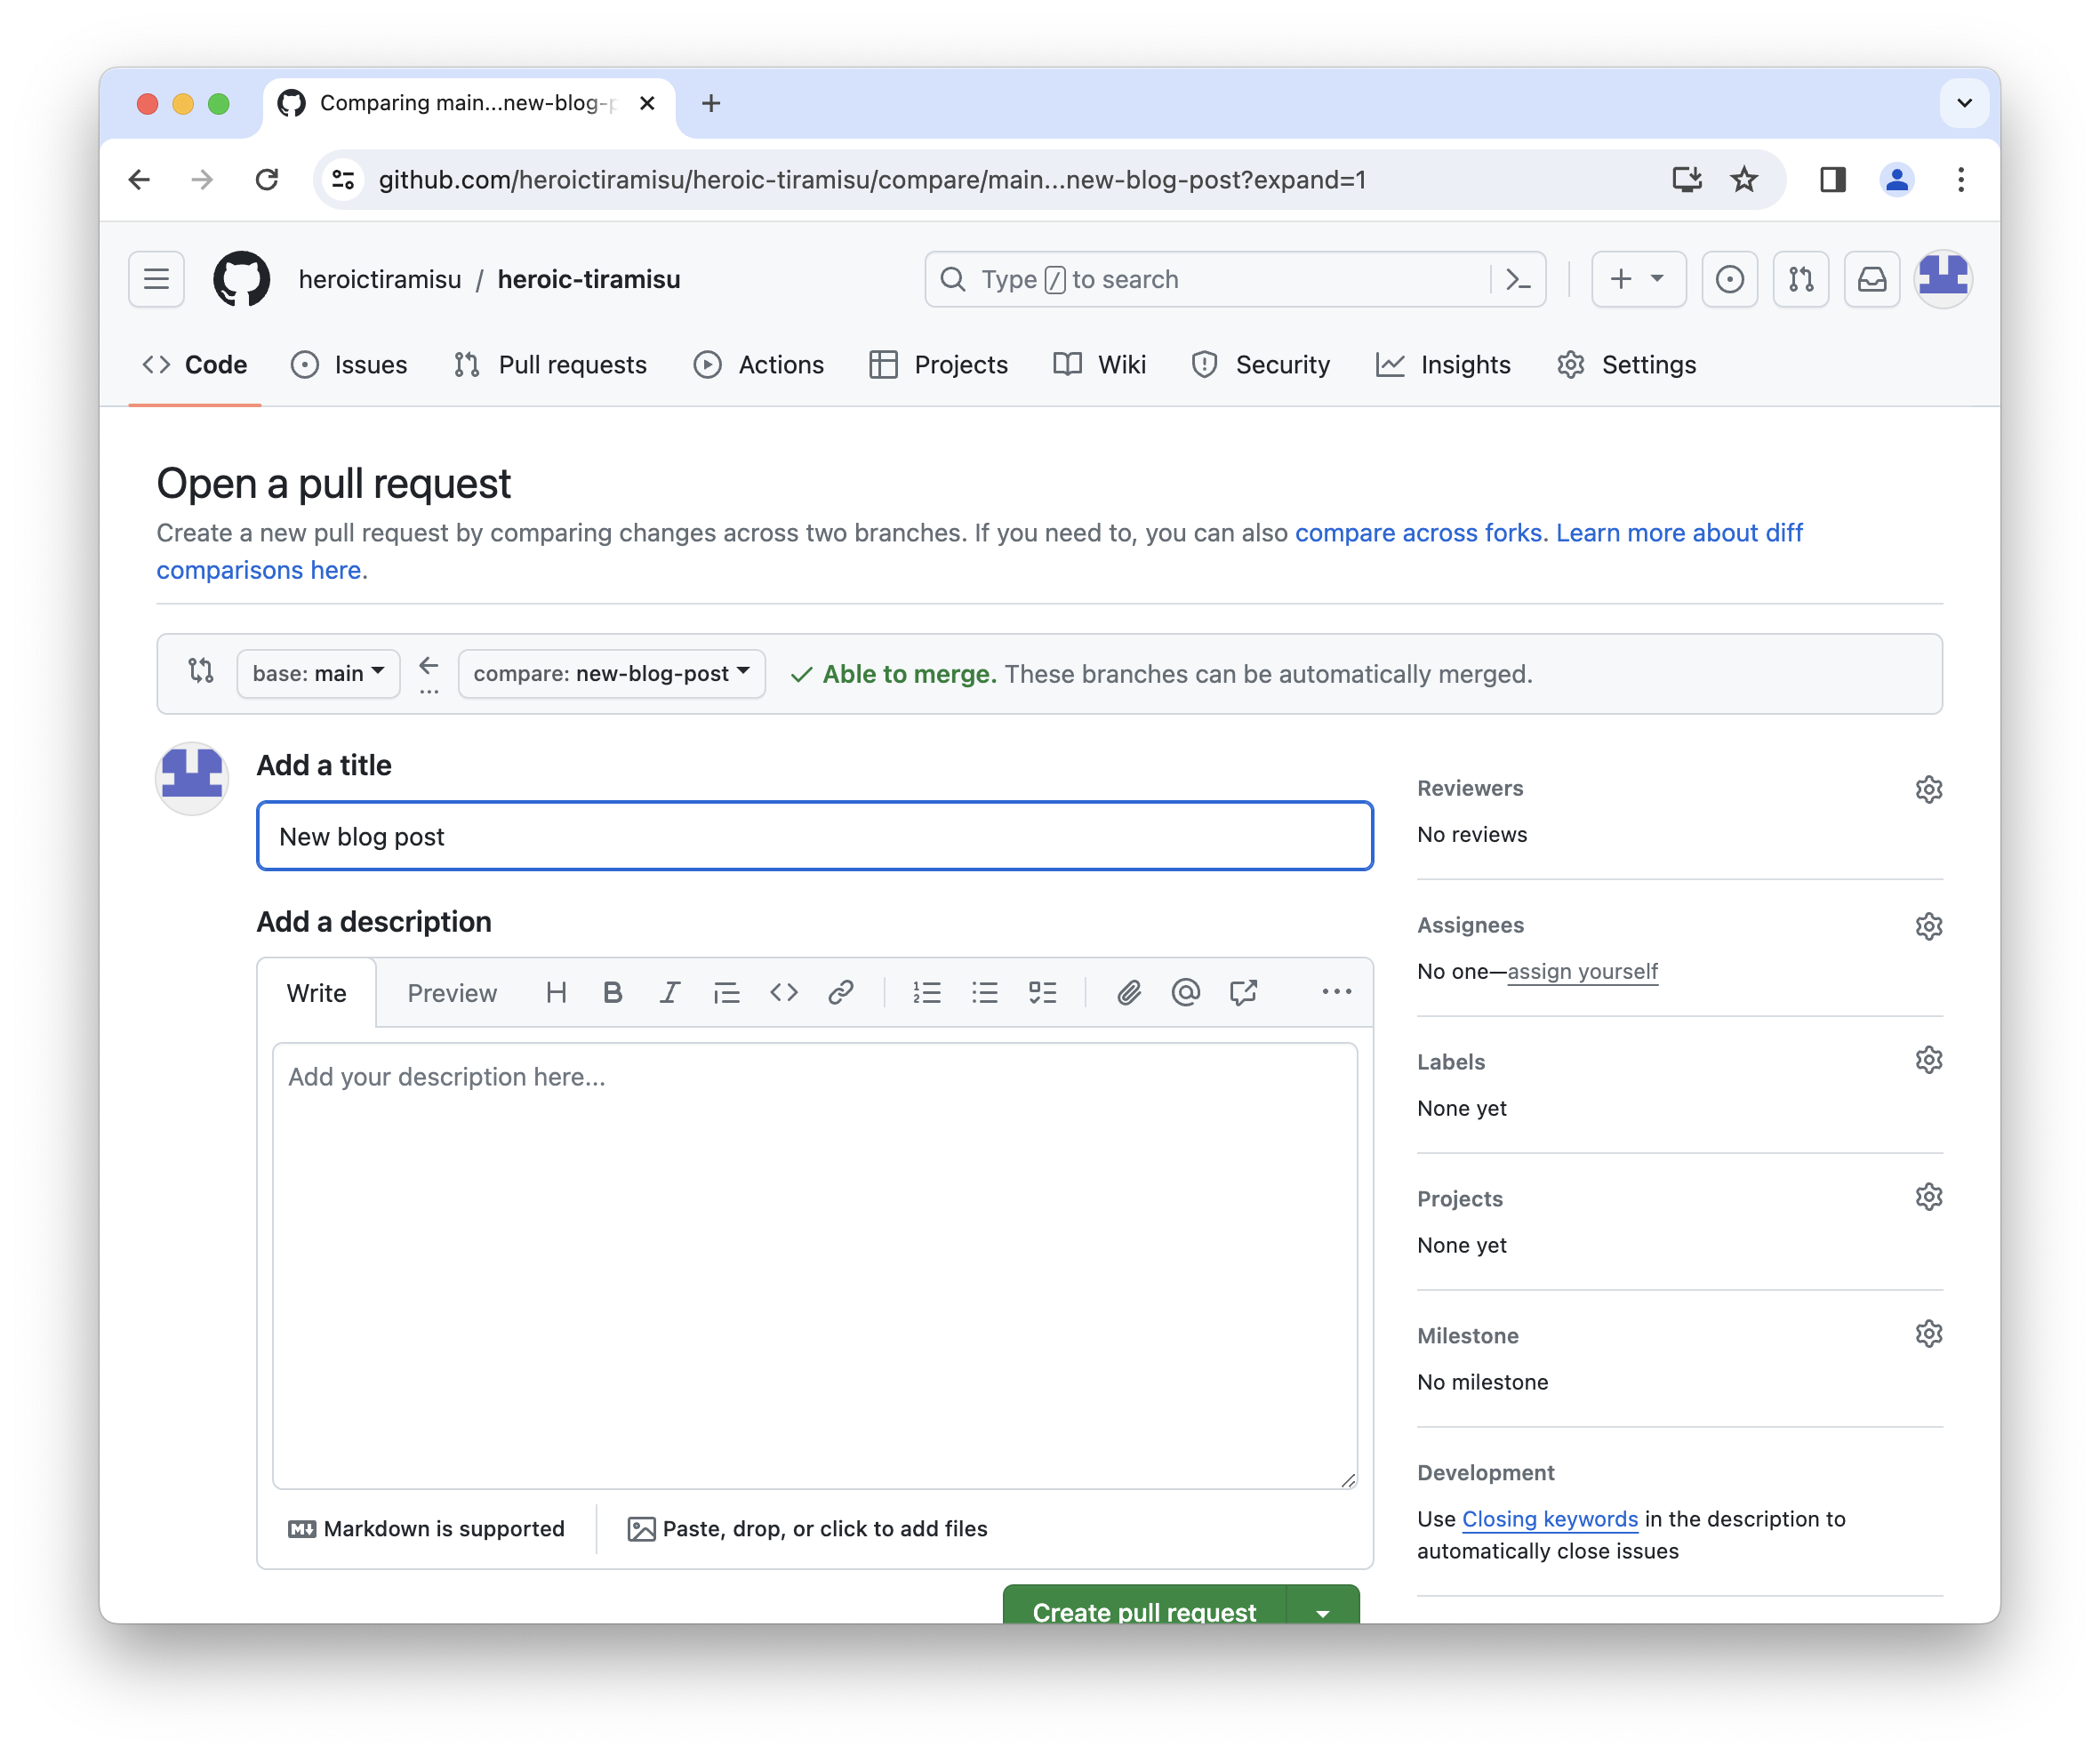 Comparing main...new-blog-p
github.com/heroictiramisu/heroic-tiramisu/compare/main...new-blog-post?expand=1
heroictiramisu / heroic-tiramisu
Type / to search
Code Issues Pull requests Actions Projects Wiki Security Insights Settings
Open a pull request
Create a new pull request by comparing changes across two branches. If you need to, you can also compare across forks. Learn more about diff
comparisons here.
base: main compare: new-blog-post Able to merge. These branches can be automatically merged.
Add a title
New blog post
Add a description
Write Preview
Add your description here...
Markdown is supported
Paste, drop, or click to add files
Create pull request
Reviewers
No reviews
Assignees
No one—assign yourself
Labels
None yet
Projects
None yet
Milestone
No milestone
Development
Use Closing keywords in the description to
automatically close issues